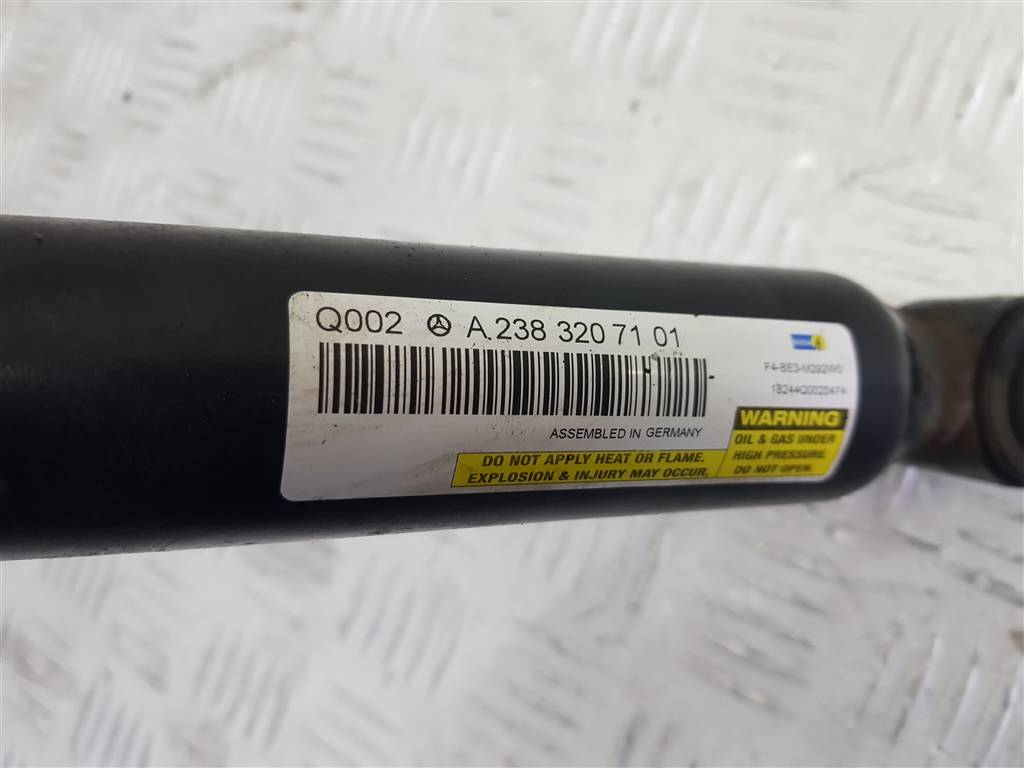 Q002 A 238 320 71 01
F4-BE3-M292W0
18244Q0020474
ASSEMBLED IN GERMANY
DO NOT APPLY HEAT OR FLAME.
EXPLOSION & INJURY MAY OCCUR.
WARNING
OIL & GAS UNDER
HIGH PRESSURE.
DO NOT OPEN.